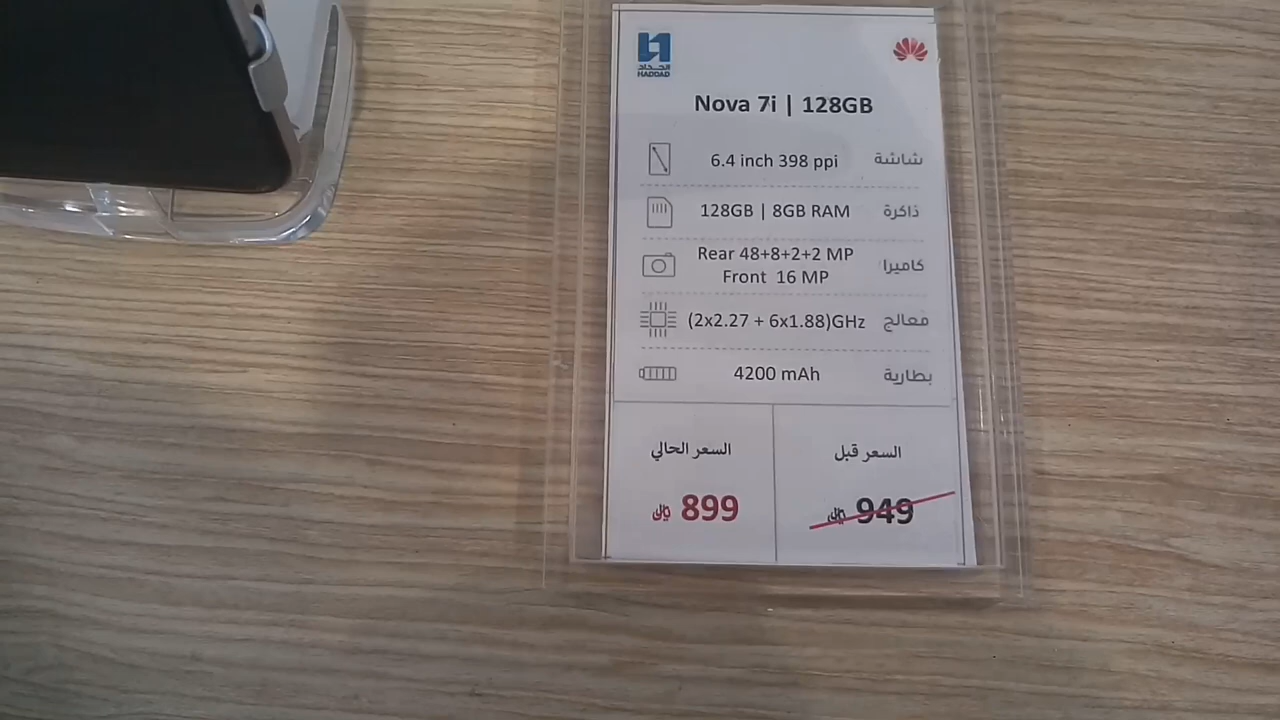 الحداد
HADDAD
Nova 7i | 128GB
6.4 inch 398 ppi شاشة
128GB | 8GB RAM ذاكرة
Rear 48+8+2+2 MP
Front 16 MP كاميرا
(2x2.27 + 6x1.88)GHz معالج
4200 mAh بطارية
السعر قبل
949 ﷼
السعر الحالي
899 ﷼